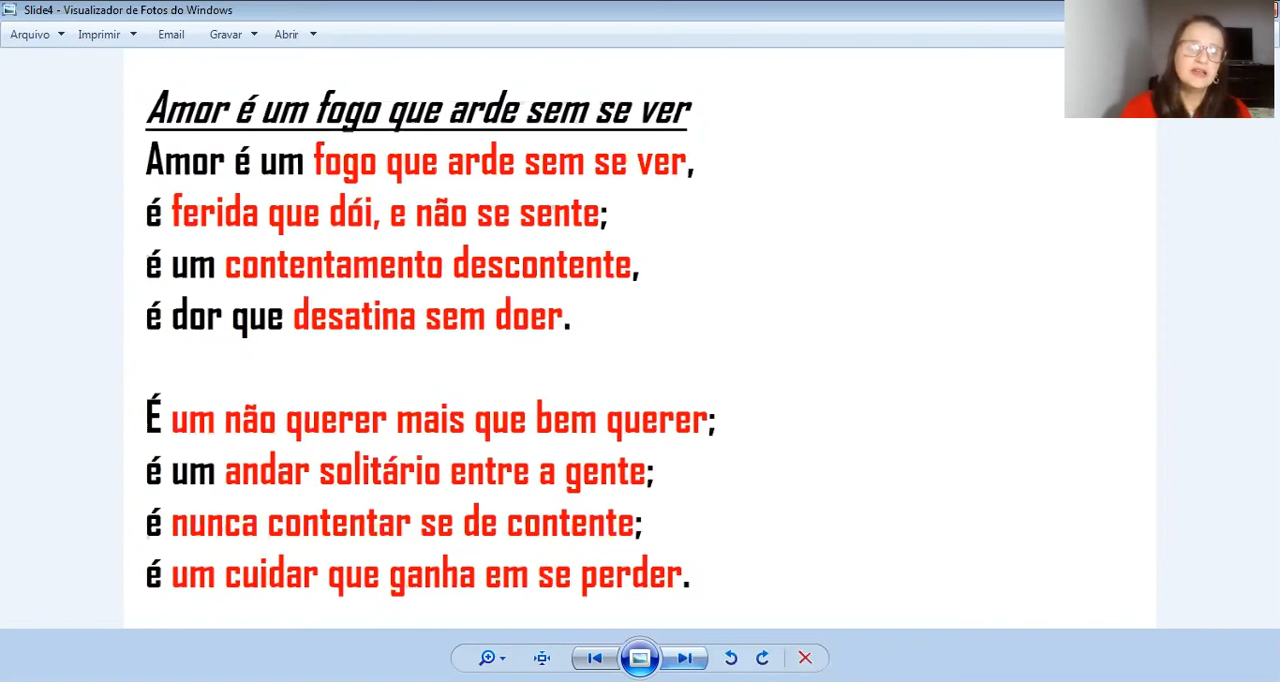 Slide4 - Visualizador de Fotos do Windows
Arquivo Imprimir Email Gravar Abrir
Amor é um fogo que arde sem se ver
Amor é um fogo que arde sem se ver,
é ferida que dói, e não se sente;
é um contentamento descontente,
é dor que desatina sem doer.
É um não querer mais que bem querer;
é um andar solitário entre a gente;
é nunca contentar se de contente;
é um cuidar que ganha em se perder.